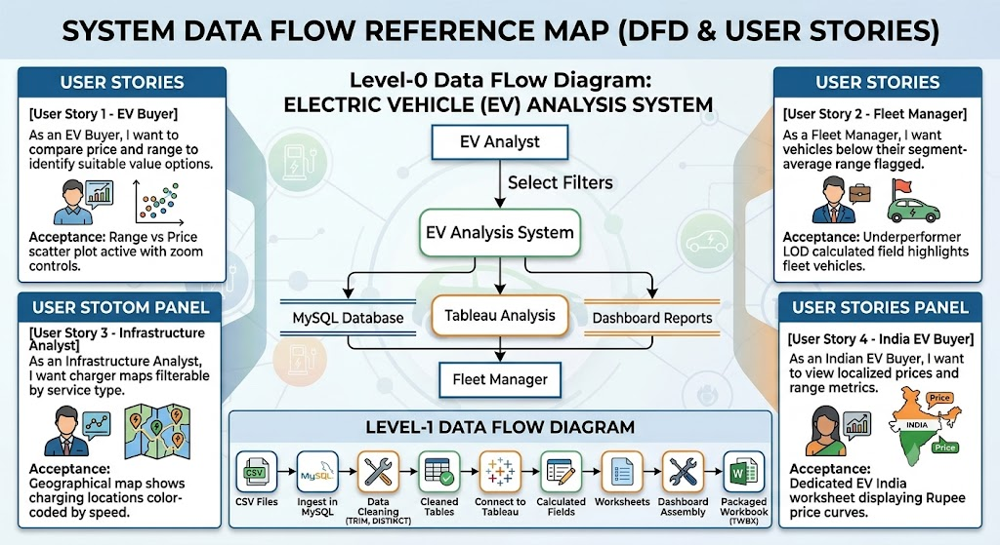 SYSTEM DATA FLOW REFERENCE MAP (DFD & USER STORIES)
USER STORIES
[User Story 1 - EV Buyer]
As an EV Buyer, I want to
compare price and range to
identify suitable value options.
Acceptance: Range vs Price
scatter plot active with zoom
controls.
USER STOTOM PANEL
[User Story 3 - Infrastructure
Analyst]
As an Infrastructure Analyst,
I want charger maps filterable
by service type.
Acceptance:
Geographical map shows
charging locations color-
coded by speed.
Level-0 Data Flow Diagram:
ELECTRIC VEHICLE (EV) ANALYSIS SYSTEM
EV Analyst
Select Filters
EV Analysis System
MySQL Database
Tableau Analysis
Dashboard Reports
Fleet Manager
LEVEL-1 DATA FLOW DIAGRAM
CSV
CSV Files
MySQL
Ingest in
MySQL
Data
Cleaning
(TRIM, DISTIKCT)
Cleaned
Tables
Connect to
Tableau
Calculated
Fields
Worksheets
Dashboard
Assembly
W
Packaged
Workbook
(TWBX)
USER STORIES
[User Story 2 - Fleet Manager]
As a Fleet Manager, I want
vehicles below their segment-
average range flagged.
Acceptance: Underperformer
LOD calculated field highlights
fleet vehicles.
USER STORIES PANEL
[User Story 4 - India EV Buyer]
As an Indian EV Buyer, I want
to view localized prices and
range metrics.
Price
INDIA
Price
Acceptance:
Dedicated EV India
worksheet displaying Rupee
price curves.